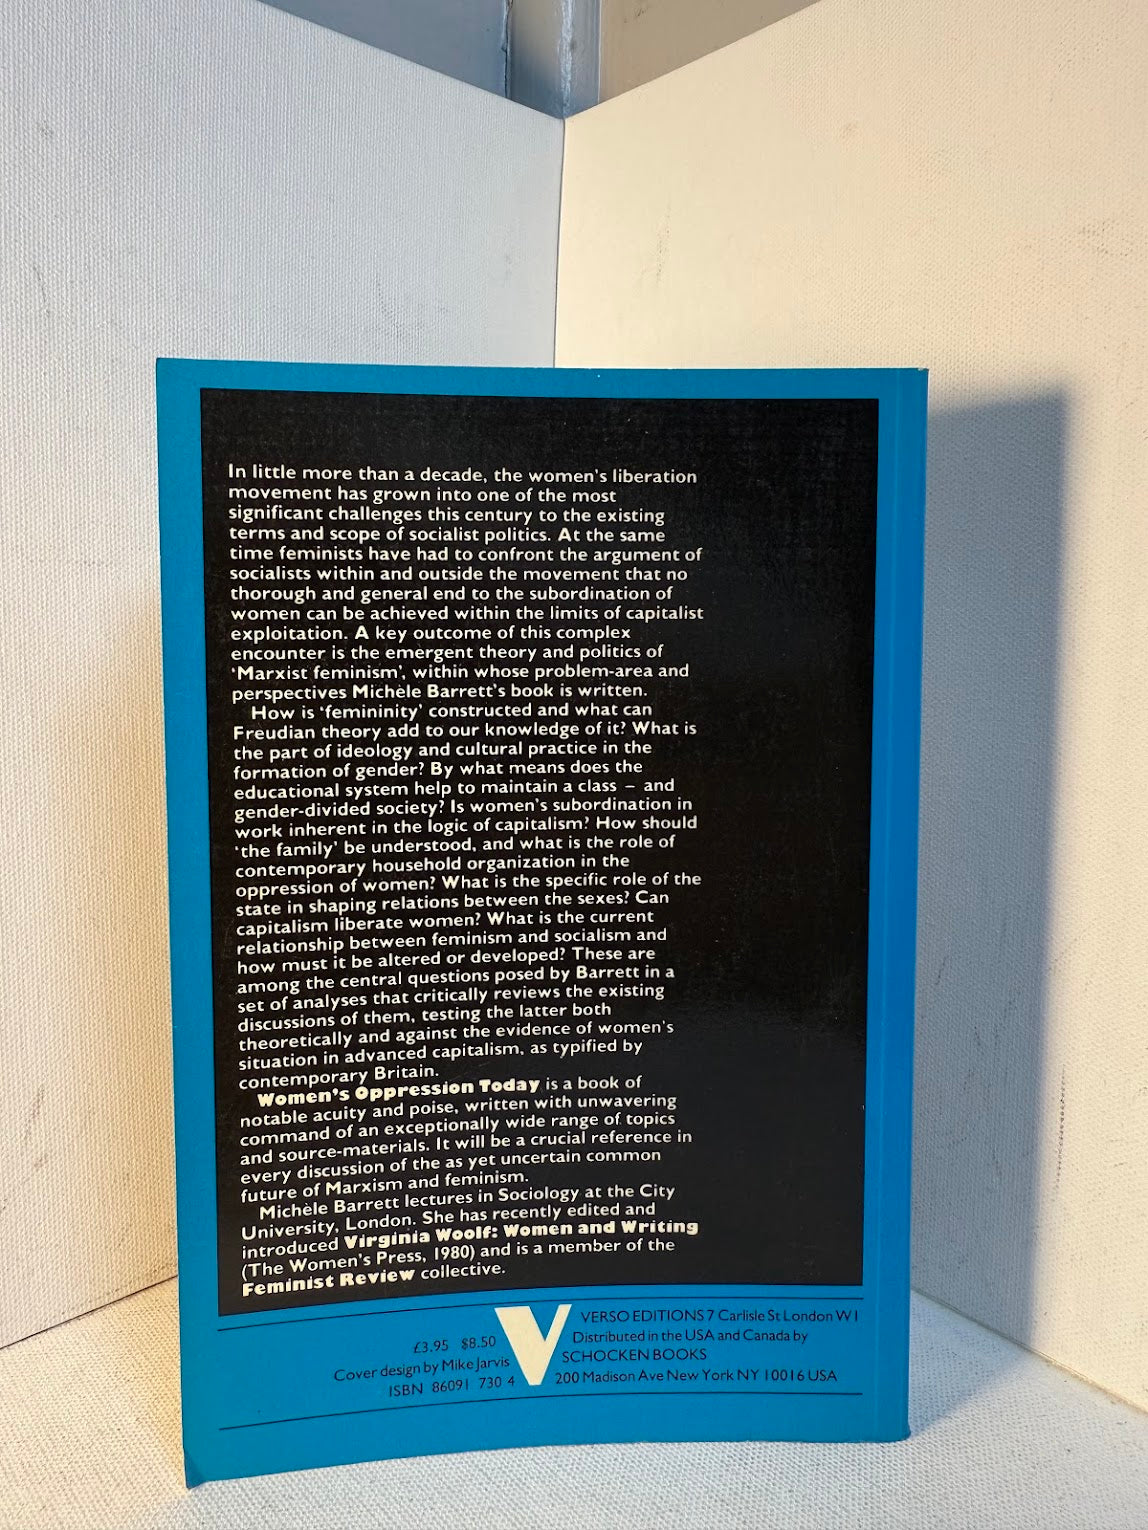 In little more than a decade, the women's liberation
movement has grown into one of the most
significant challenges this century to the existing
terms and scope of socialist politics. At the same
time feminists have had to confront the argument of
socialists within and outside the movement that no
thorough and general end to the subordination of
women can be achieved within the limits of capitalist
exploitation. A key outcome of this complex
encounter is the emergent theory and politics of
‘Marxist feminism’, within whose problem-area and
perspectives Michèle Barrett's book is written.
How is ‘femininity’ constructed and what can
Freudian theory add to our knowledge of it? What is
the part of ideology and cultural practice in the
formation of gender? By what means does the
educational system help to maintain a class – and
gender-divided society? Is women's subordination in
work inherent in the logic of capitalism? How should
‘the family’ be understood, and what is the role of
contemporary household organization in the
oppression of women? What is the specific role of the
state in shaping relations between the sexes? Can
capitalism liberate women? What is the current
relationship between feminism and socialism and
how must it be altered or developed? These are
among the central questions posed by Barrett in a
set of analyses that critically reviews the existing
discussions of them, testing the latter both
theoretically and against the evidence of women's
situation in advanced capitalism, as typified by
contemporary Britain.
Women's Oppression Today is a book of
notable acuity and poise, written with unwavering
command of an exceptionally wide range of topics
and source-materials. It will be a crucial reference in
every discussion of the as yet uncertain common
future of Marxism and feminism.
Michèle Barrett lectures in Sociology at the City
University, London. She has recently edited and
introduced Virginia Woolf: Women and Writing
(The Women's Press, 1980) and is a member of the
Feminist Review collective.
£3.95 $8.50
Cover design by Mike Jarvis
ISBN 86091 730 4
V
VERSO EDITIONS 7 Carlisle St London W1
Distributed in the USA and Canada by
SCHOCKEN BOOKS
200 Madison Ave New York NY 10016 USA